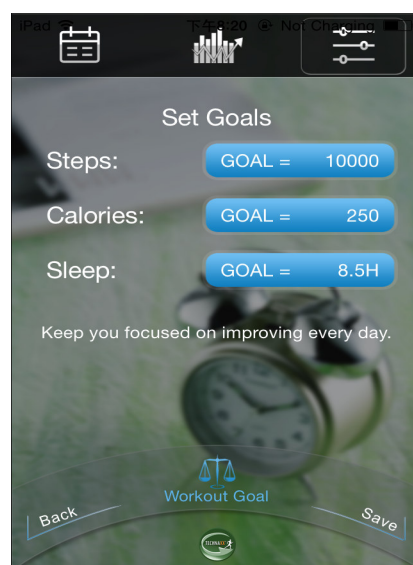 iPad 下午8:20 Not Charging
Set Goals
Steps: GOAL = 10000
Calories: GOAL = 250
Sleep: GOAL = 8.5H
Keep you focused on improving every day.
Workout Goal
Back Save